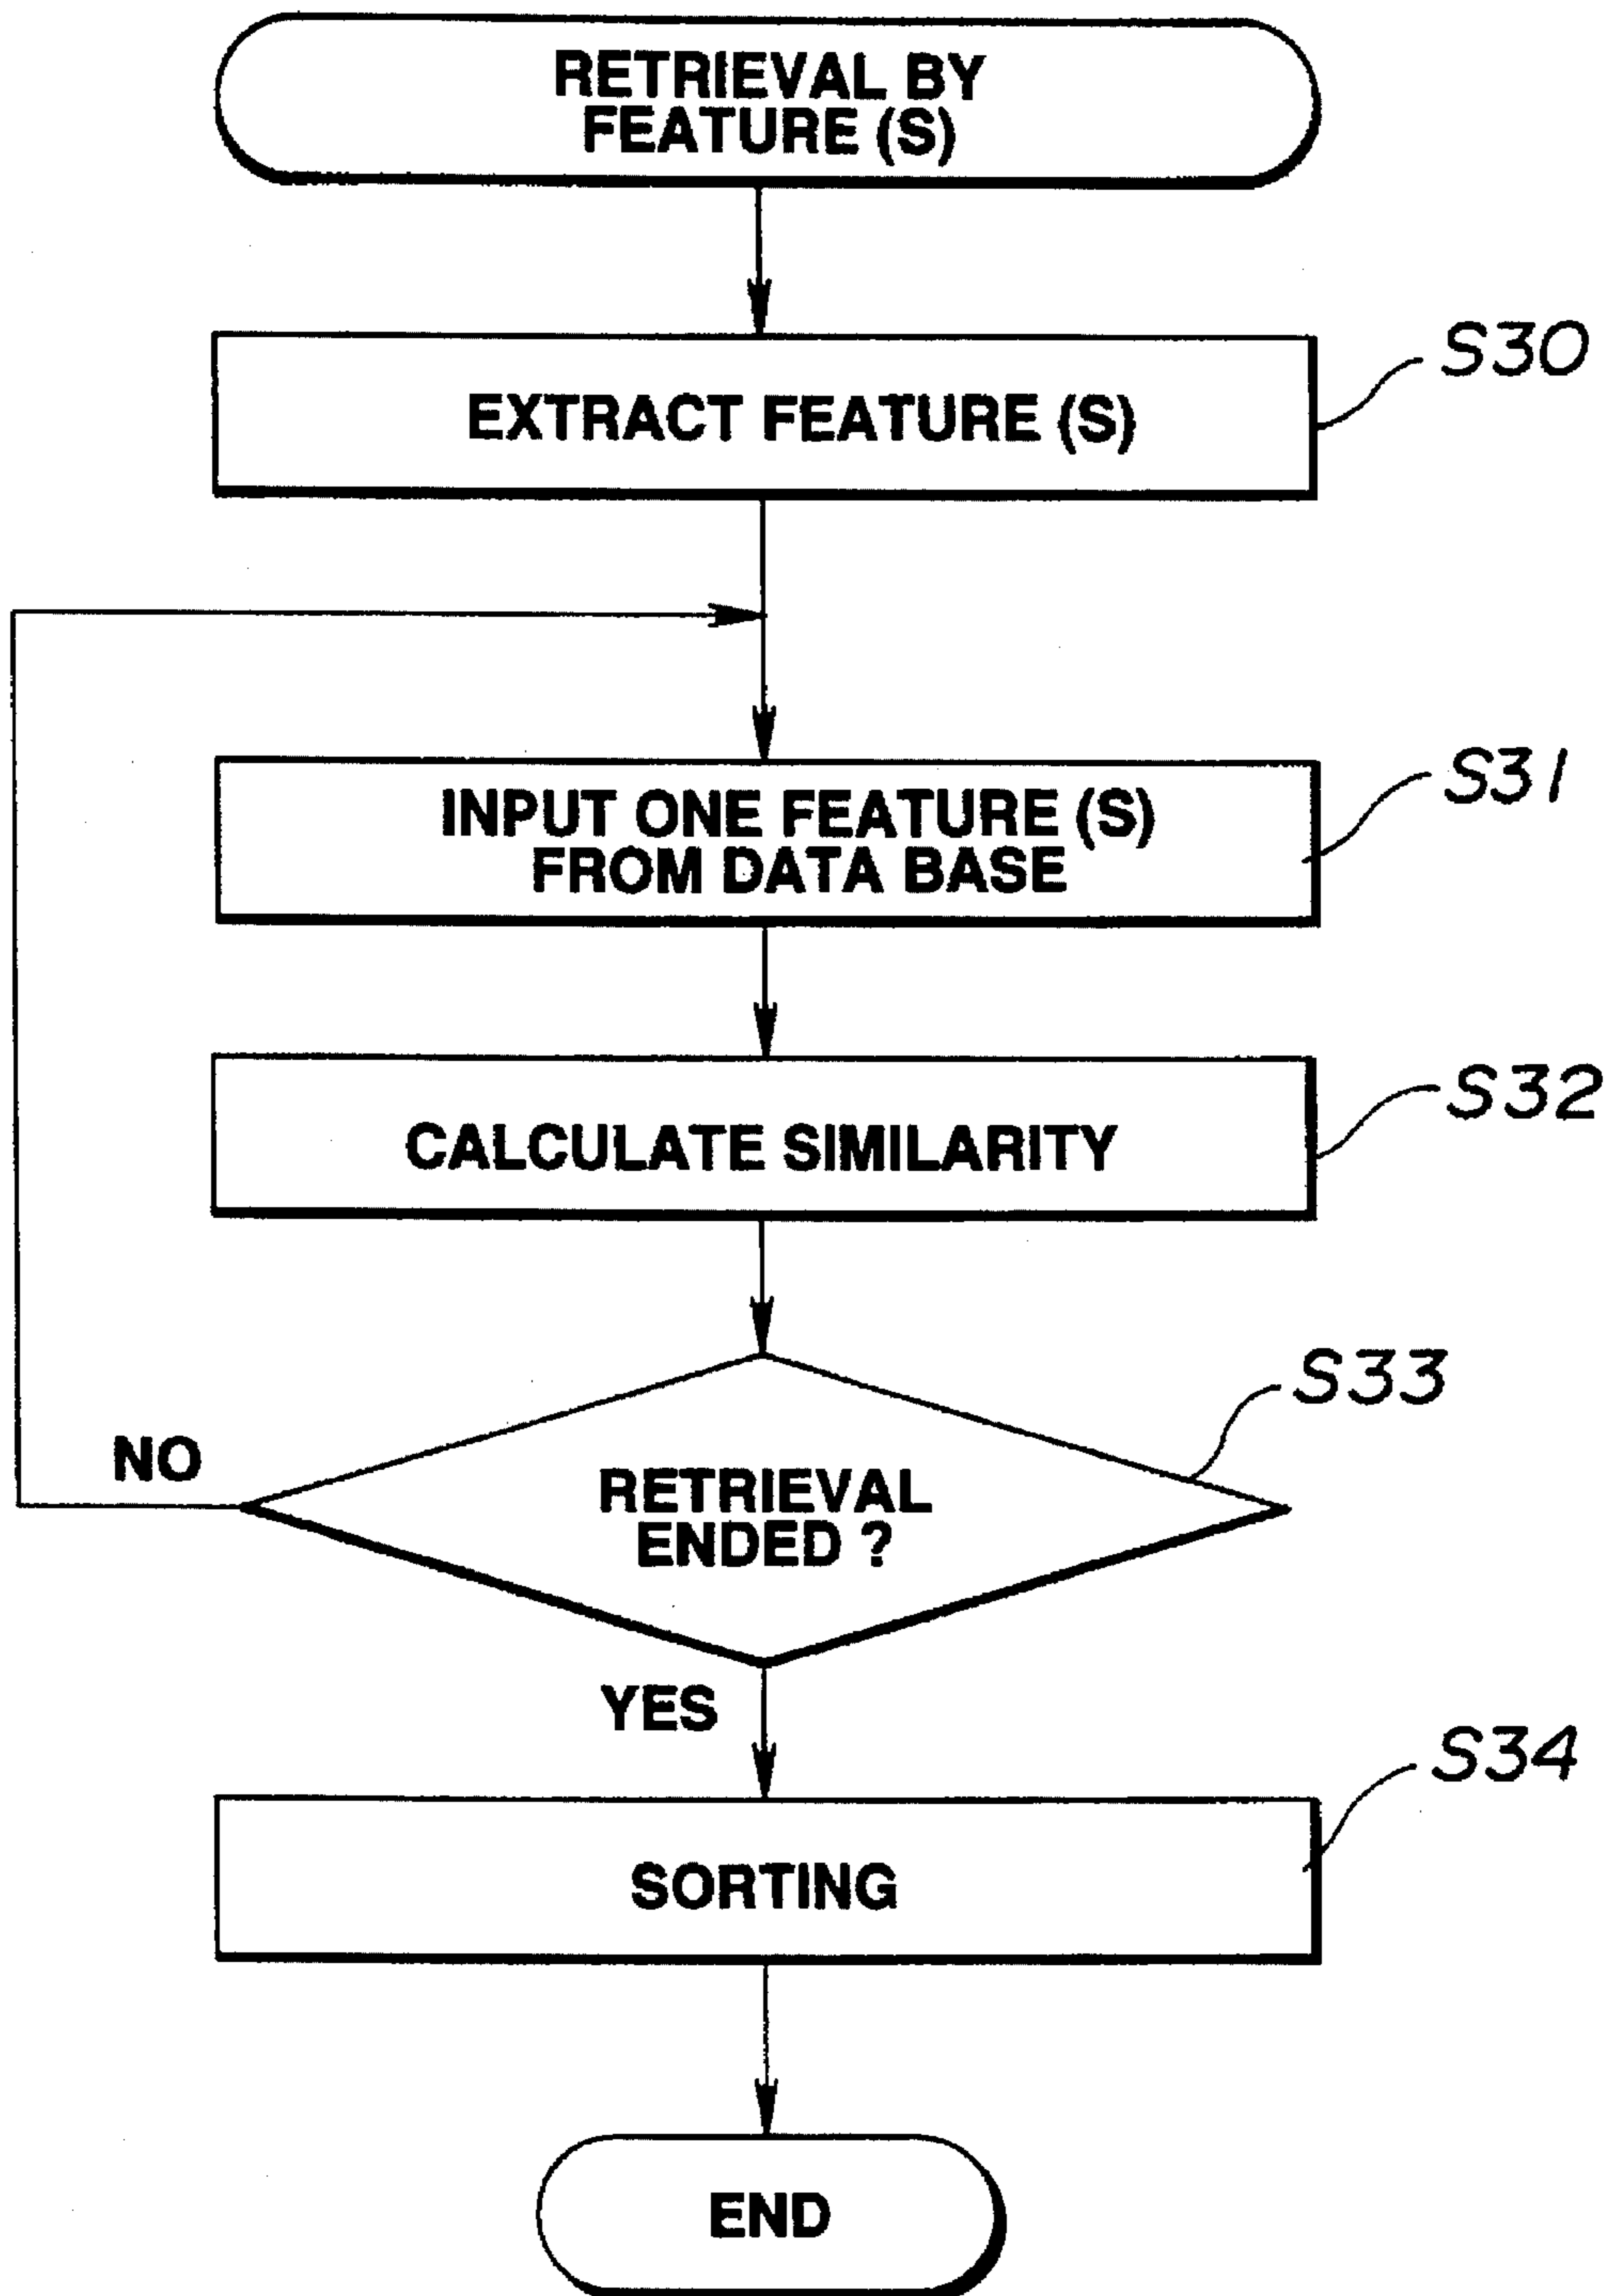 RETRIEVAL BY
FEATURE (S)
S30
EXTRACT FEATURE (S)
S31
INPUT ONE FEATURE (S)
FROM DATA BASE
S32
CALCULATE SIMILARITY
S33
NO
RETRIEVAL
ENDED ?
YES
S34
SORTING
END